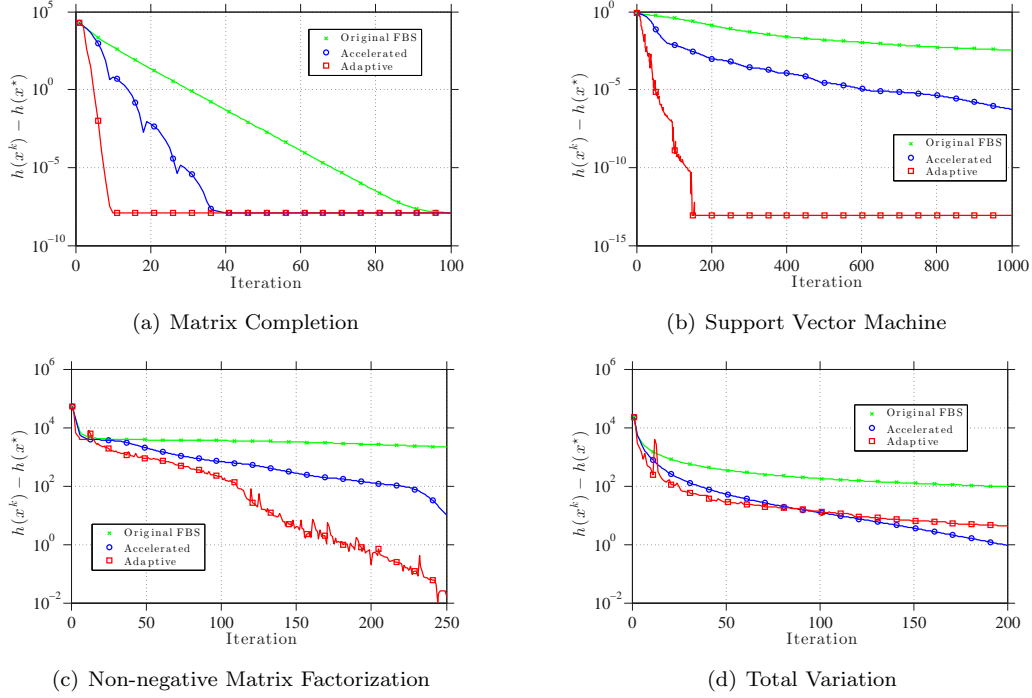 10^5
10^0
10^{-5}
10^{-10}
h(x^k) − h(x^⋆)
Original FBS
Accelerated
Adaptive
0 20 40 60 80 100
Iteration
(a) Matrix Completion
10^0
10^{-5}
10^{-10}
10^{-15}
h(x^k) − h(x^⋆)
Original FBS
Accelerated
Adaptive
0 200 400 600 800 1000
Iteration
(b) Support Vector Machine
10^6
10^4
10^2
10^0
10^{-2}
h(x^k) − h(x^⋆)
Original FBS
Accelerated
Adaptive
0 50 100 150 200 250
Iteration
(c) Non-negative Matrix Factorization
10^6
10^4
10^2
10^0
10^{-2}
h(x^k) − h(x^⋆)
Original FBS
Accelerated
Adaptive
0 50 100 150 200
Iteration
(d) Total Variation